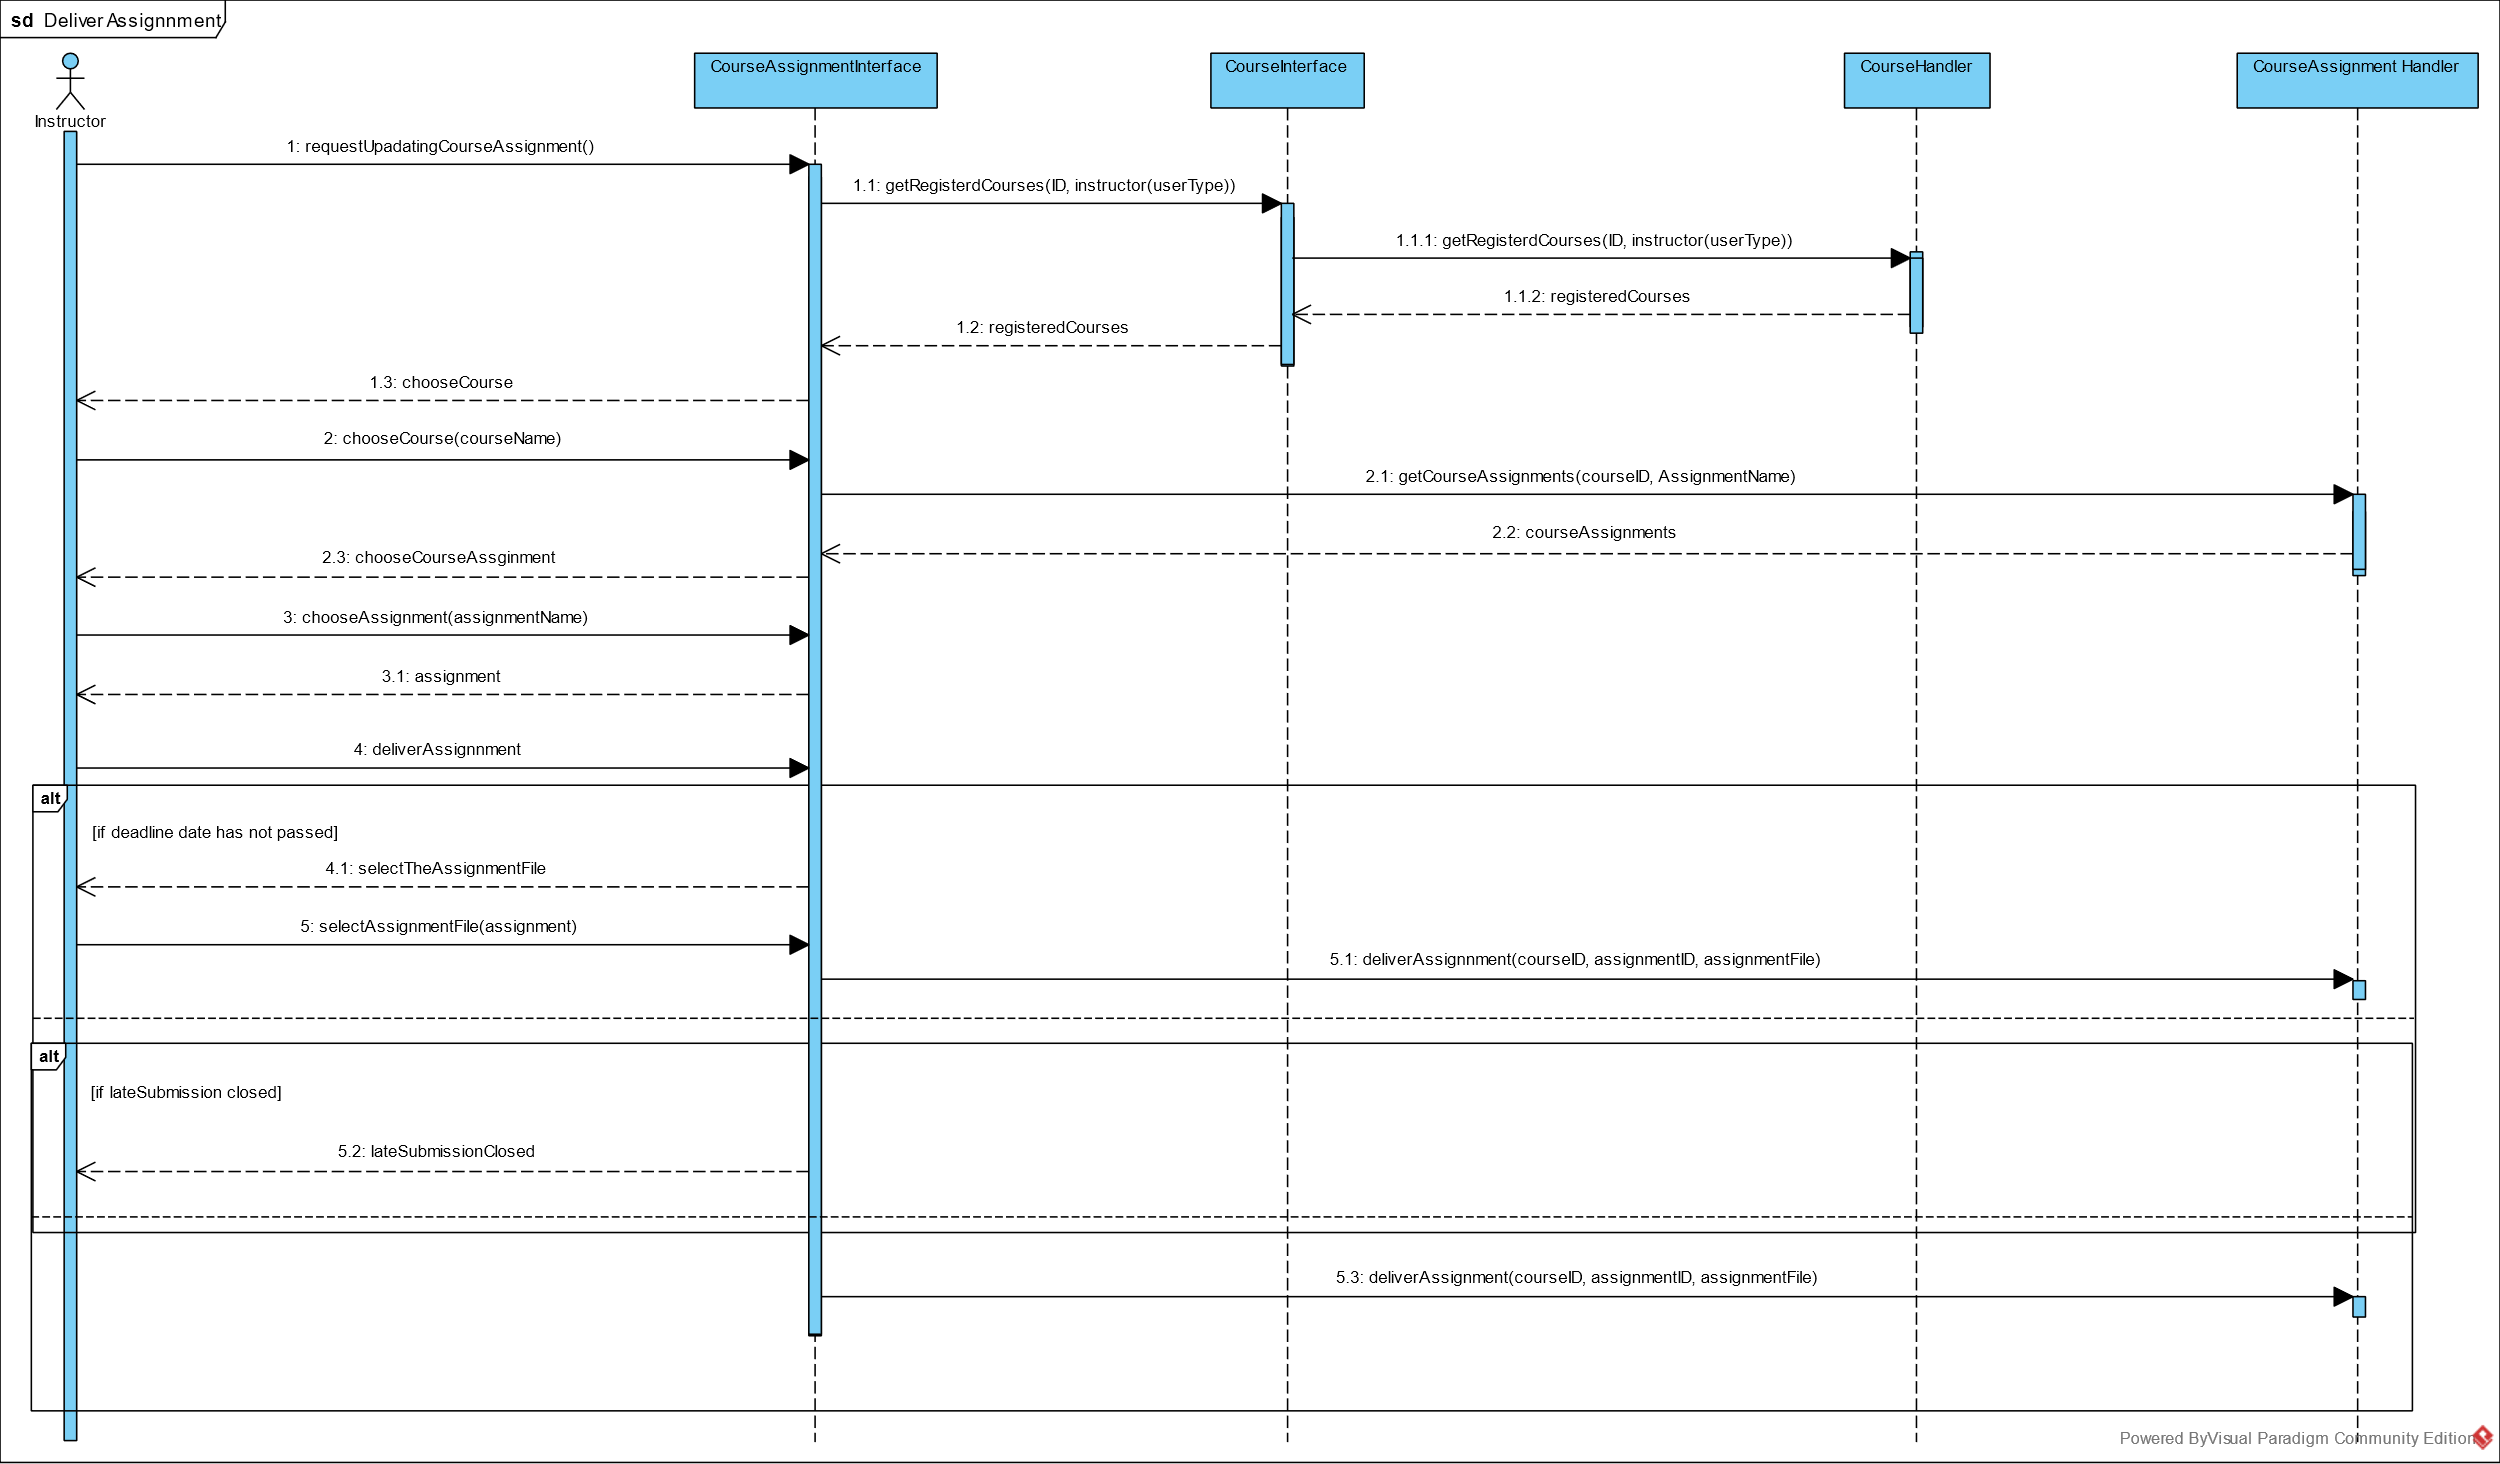 sd Deliver Assignnment
Instructor
CourseAssignmentInterface
CourseInterface
CourseHandler
CourseAssignment Handler
1: requestUpadatingCourseAssignment()
1.1: getRegisterdCourses(ID, instructor(userType))
1.1.1: getRegisterdCourses(ID, instructor(userType))
1.1.2: registeredCourses
1.2: registeredCourses
1.3: chooseCourse
2: chooseCourse(courseName)
2.1: getCourseAssignments(courseID, AssignmentName)
2.2: courseAssignments
2.3: chooseCourseAssginment
3: chooseAssignment(assignmentName)
3.1: assignment
4: deliverAssignnment
alt
[if deadline date has not passed]
4.1: selectTheAssignmentFile
5: selectAssignmentFile(assignment)
5.1: deliverAssignnment(courseID, assignmentID, assignmentFile)
alt
[if lateSubmission closed]
5.2: lateSubmissionClosed
5.3: deliverAssignment(courseID, assignmentID, assignmentFile)
Powered ByVisual Paradigm Community Edition